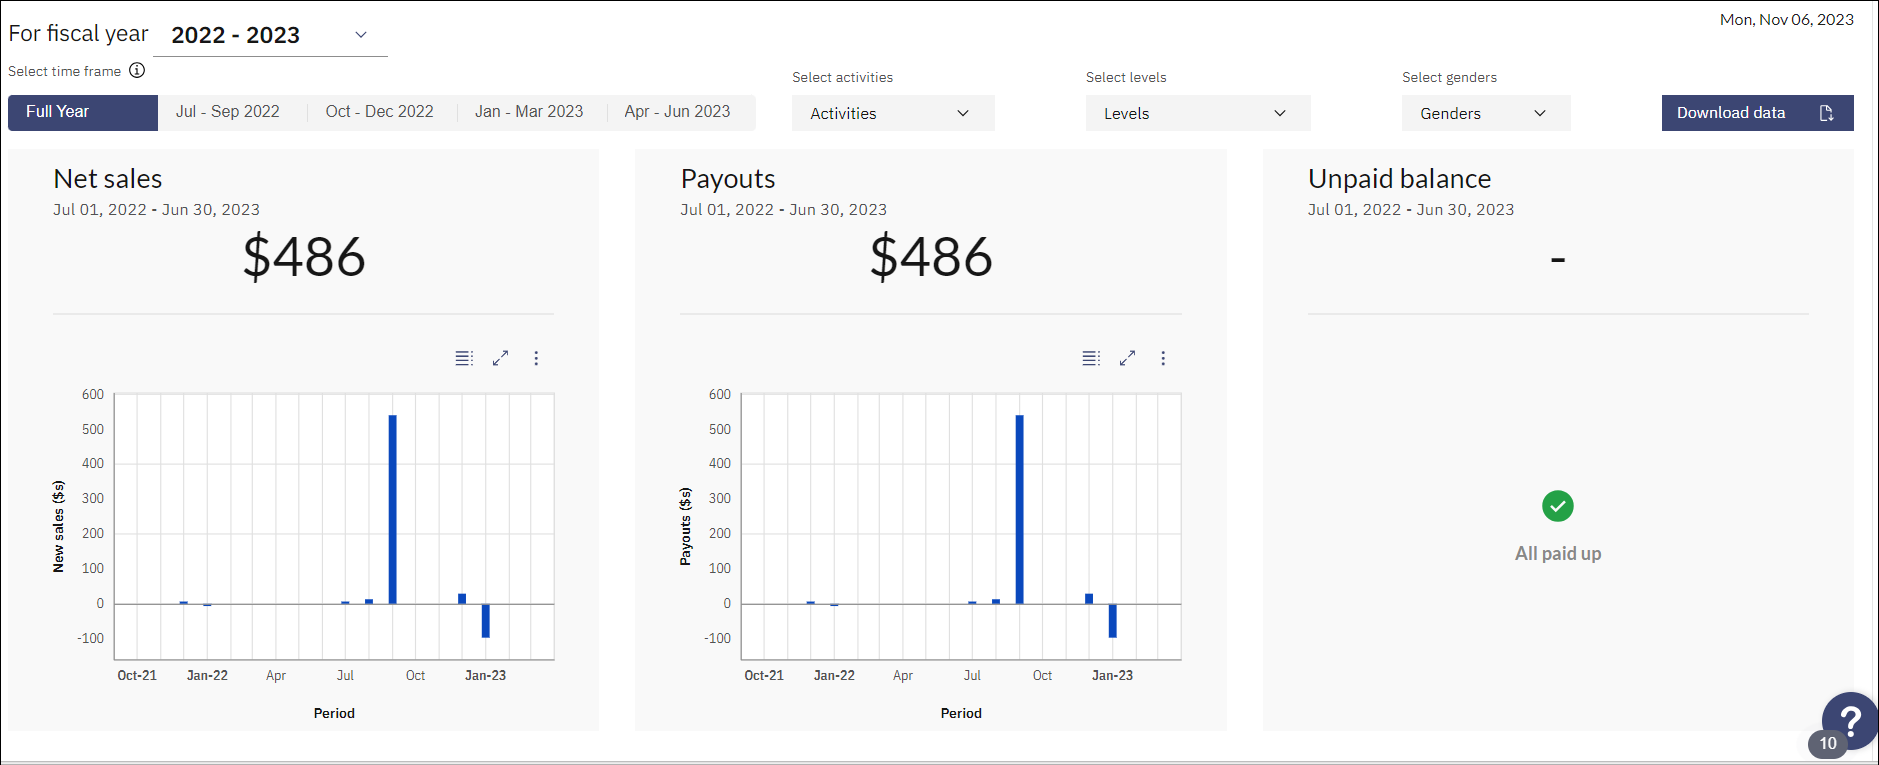 Mon, Nov 06, 2023
For fiscal year 2022 - 2023
Select time frame
Select activities Select levels Select genders
Full Year Jul - Sep 2022 Oct - Dec 2022 Jan - Mar 2023 Apr - Jun 2023 Activities Levels Genders Download data
Net sales
Jul 01, 2022 - Jun 30, 2023
$486
600
500
400
300
200
100
0
-100
New sales ($s)
Oct-21 Jan-22 Apr Jul Oct Jan-23
Period
Payouts
Jul 01, 2022 - Jun 30, 2023
$486
600
500
400
300
200
100
0
-100
Payouts ($s)
Oct-21 Jan-22 Apr Jul Oct Jan-23
Period
Unpaid balance
Jul 01, 2022 - Jun 30, 2023
-
All paid up
?
10